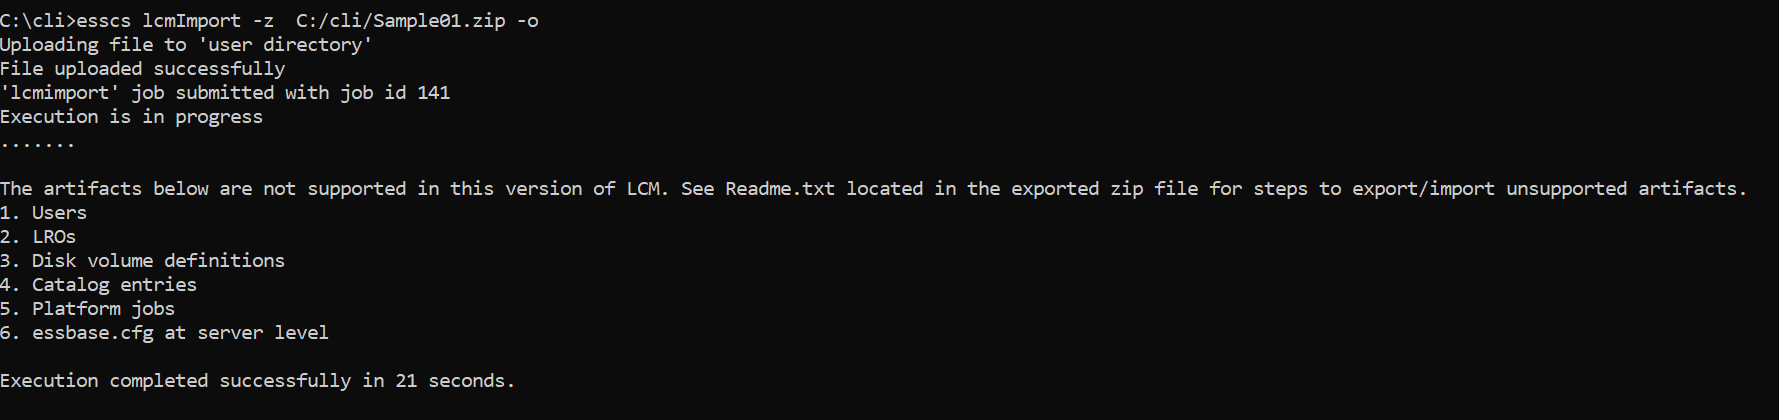 C:\cli>esscs lcmImport -z  C:/cli/Sample01.zip -o
Uploading file to 'user directory'
File uploaded successfully
'lcmimport' job submitted with job id 141
Execution is in progress
.......
The artifacts below are not supported in this version of LCM. See Readme.txt located in the exported zip file for steps to export/import unsupported artifacts.
1. Users
2. LROs
3. Disk volume definitions
4. Catalog entries
5. Platform jobs
6. essbase.cfg at server level
Execution completed successfully in 21 seconds.